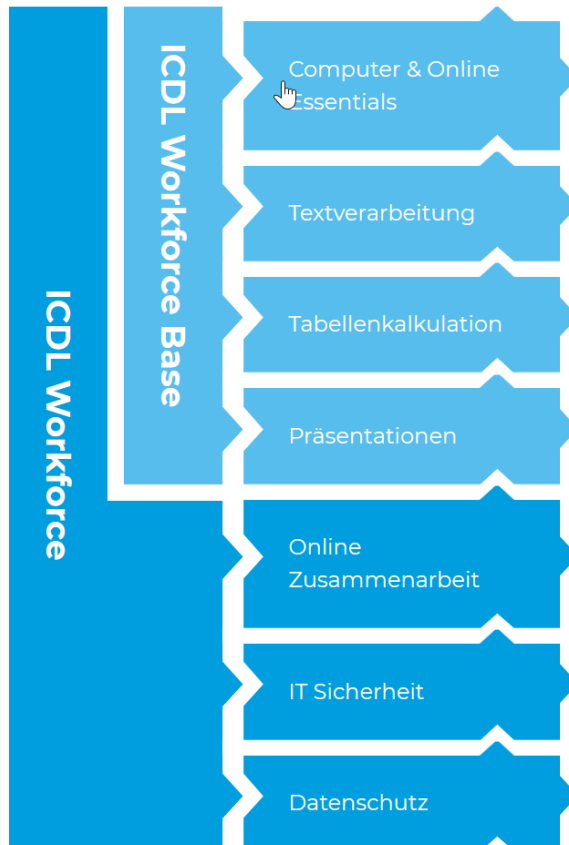 ICDL Workforce
ICDL Workforce Base
Computer & Online
Essentials
Textverarbeitung
Tabellenkalkulation
Präsentationen
Online
Zusammenarbeit
IT Sicherheit
Datenschutz